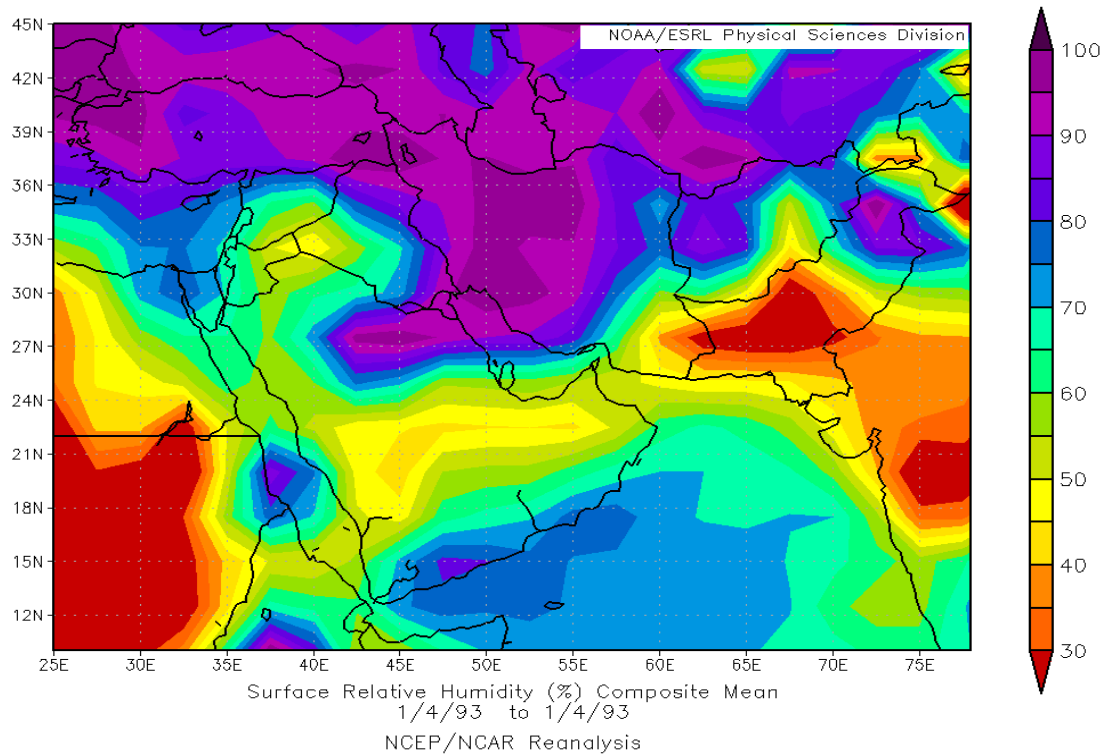 NOAA/ESRL Physical Sciences Division
45N
42N
39N
36N
33N
30N
27N
24N
21N
18N
15N
12N
25E 30E 35E 40E 45E 50E 55E 60E 65E 70E 75E
100
90
80
70
60
50
40
30
Surface Relative Humidity (%) Composite Mean
1/4/93 to 1/4/93
NCEP/NCAR Reanalysis